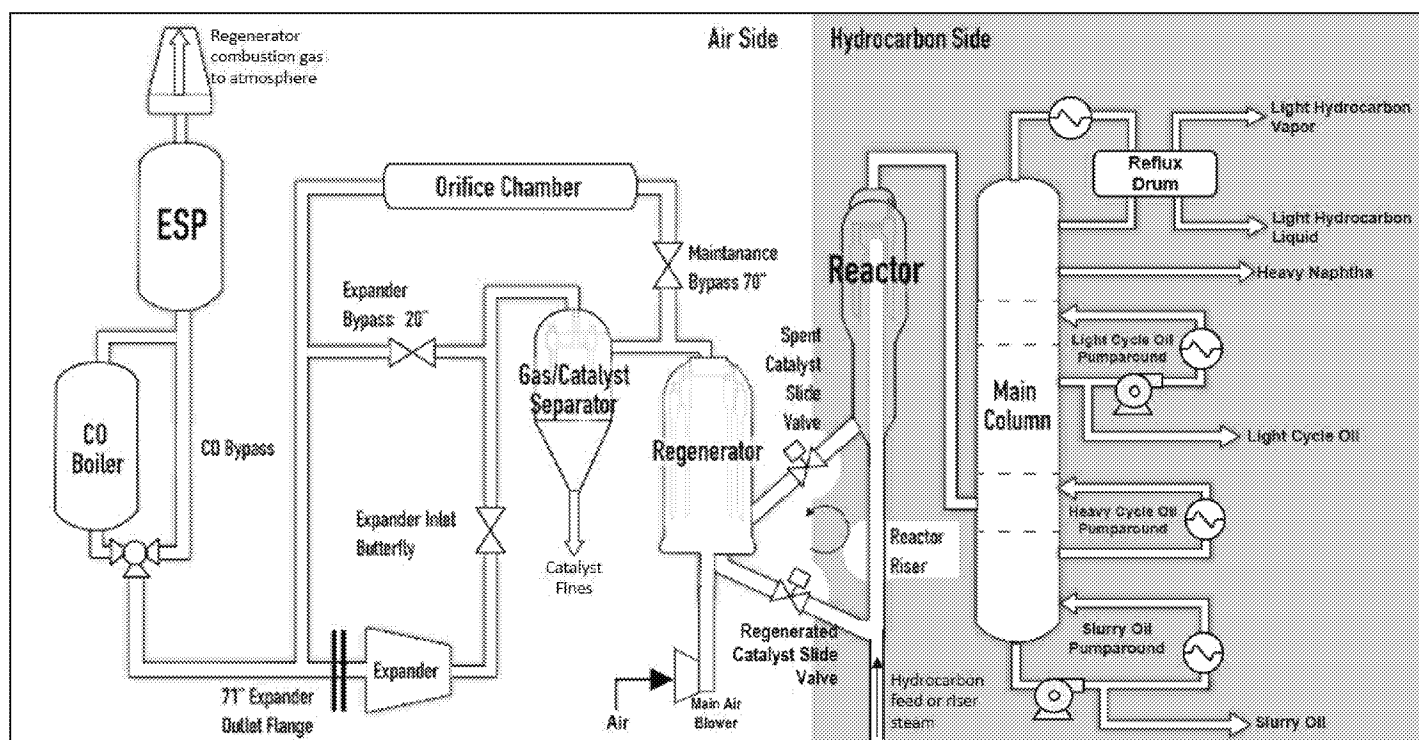 Regenerator
combustion gas
to atmosphere
Air Side
Hydrocarbon Side
Light Hydrocarbon
Vapor
Reflux
Drum
Light Hydrocarbon
Liquid
Orifice Chamber
ESP
Maintanance
Bypass 70"
Reactor
Heavy Naphtha
Expander
Bypass 20"
Spent
Catalyst
Slide
Valve
Light Cycle Oil
Pumparound
Gas/Catalyst
Separator
Main
Column
CO
Boiler
CO Bypass
Regenerator
Light Cycle Oil
Expander Inlet
Butterfly
Heavy Cycle Oil
Pumparound
Reactor
Riser
Catalyst
Fines
Regenerated
Catalyst Slide
Valve
Slurry Oil
Pumparound
Expander
71" Expander
Outlet Flange
Air
Main Air
Blower
Hydrocarbon
feed or riser
steam
Slurry Oil